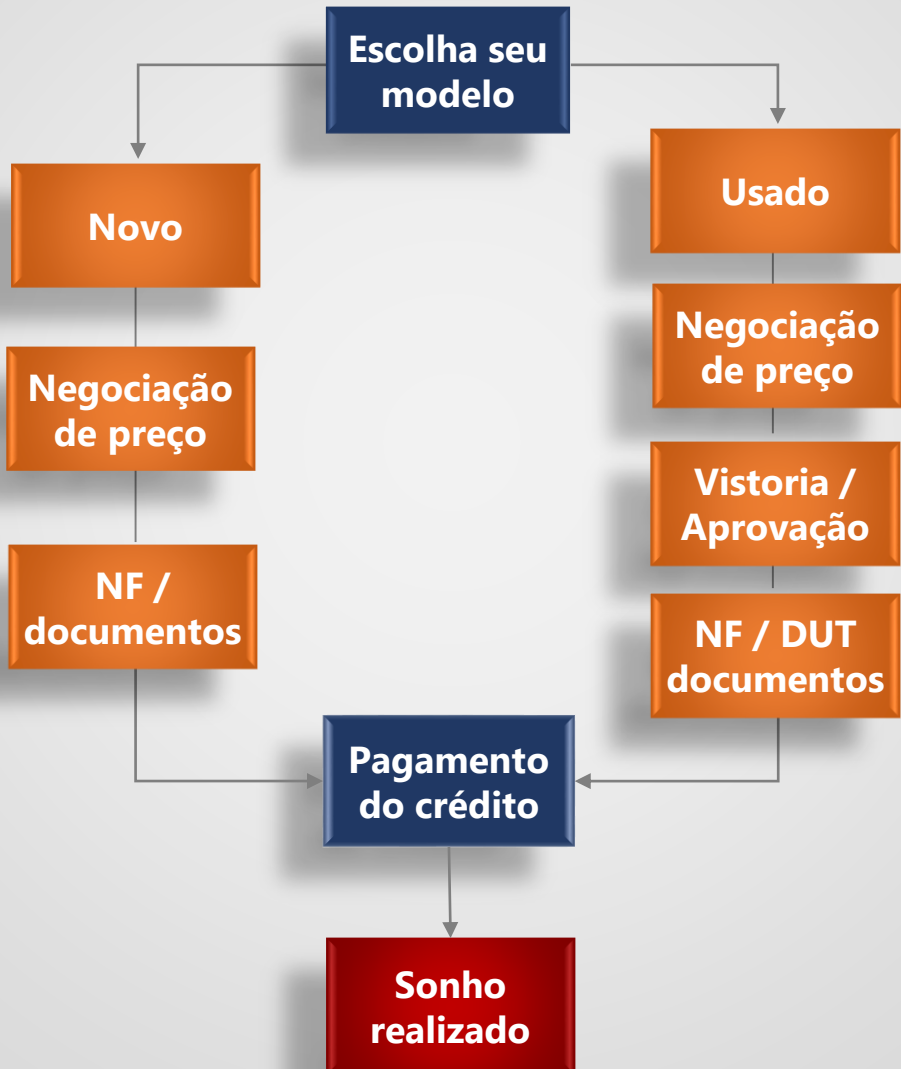 Escolha seu
modelo
Novo
Negociação
de preço
NF /
documentos
Usado
Negociação
de preço
Vistoria /
Aprovação
NF / DUT
documentos
Pagamento
do crédito
Sonho
realizado